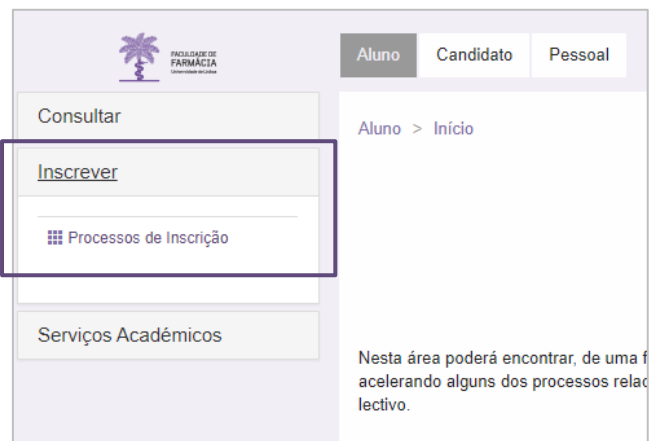 FACULDADE DE
FARMÁCIA
Universidade de Lisboa
Aluno Candidato Pessoal
Consultar
Aluno > Início
Inscrever
Processos de Inscrição
Serviços Académicos
Nesta área poderá encontrar, de uma f
acelerando alguns dos processos relac
lectivo.